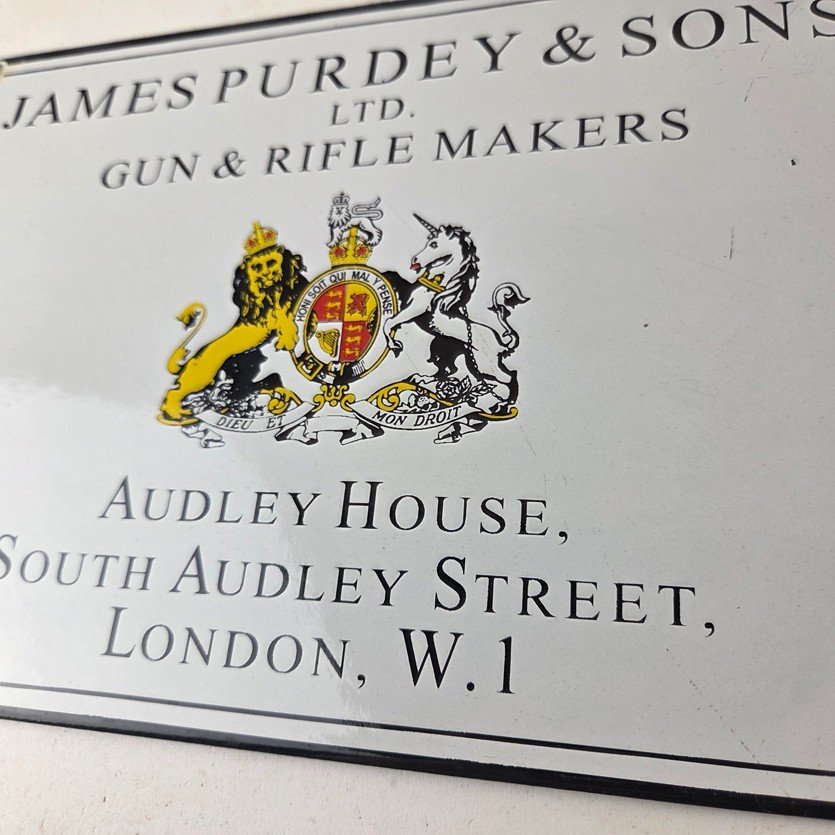 JAMES PURDEY & SONS
LTD.
GUN & RIFLE MAKERS
HONI SOIT QUI MAL Y PENSE
DIEU ET MON DROIT
AUDLEY HOUSE,
SOUTH AUDLEY STREET,
LONDON, W.1